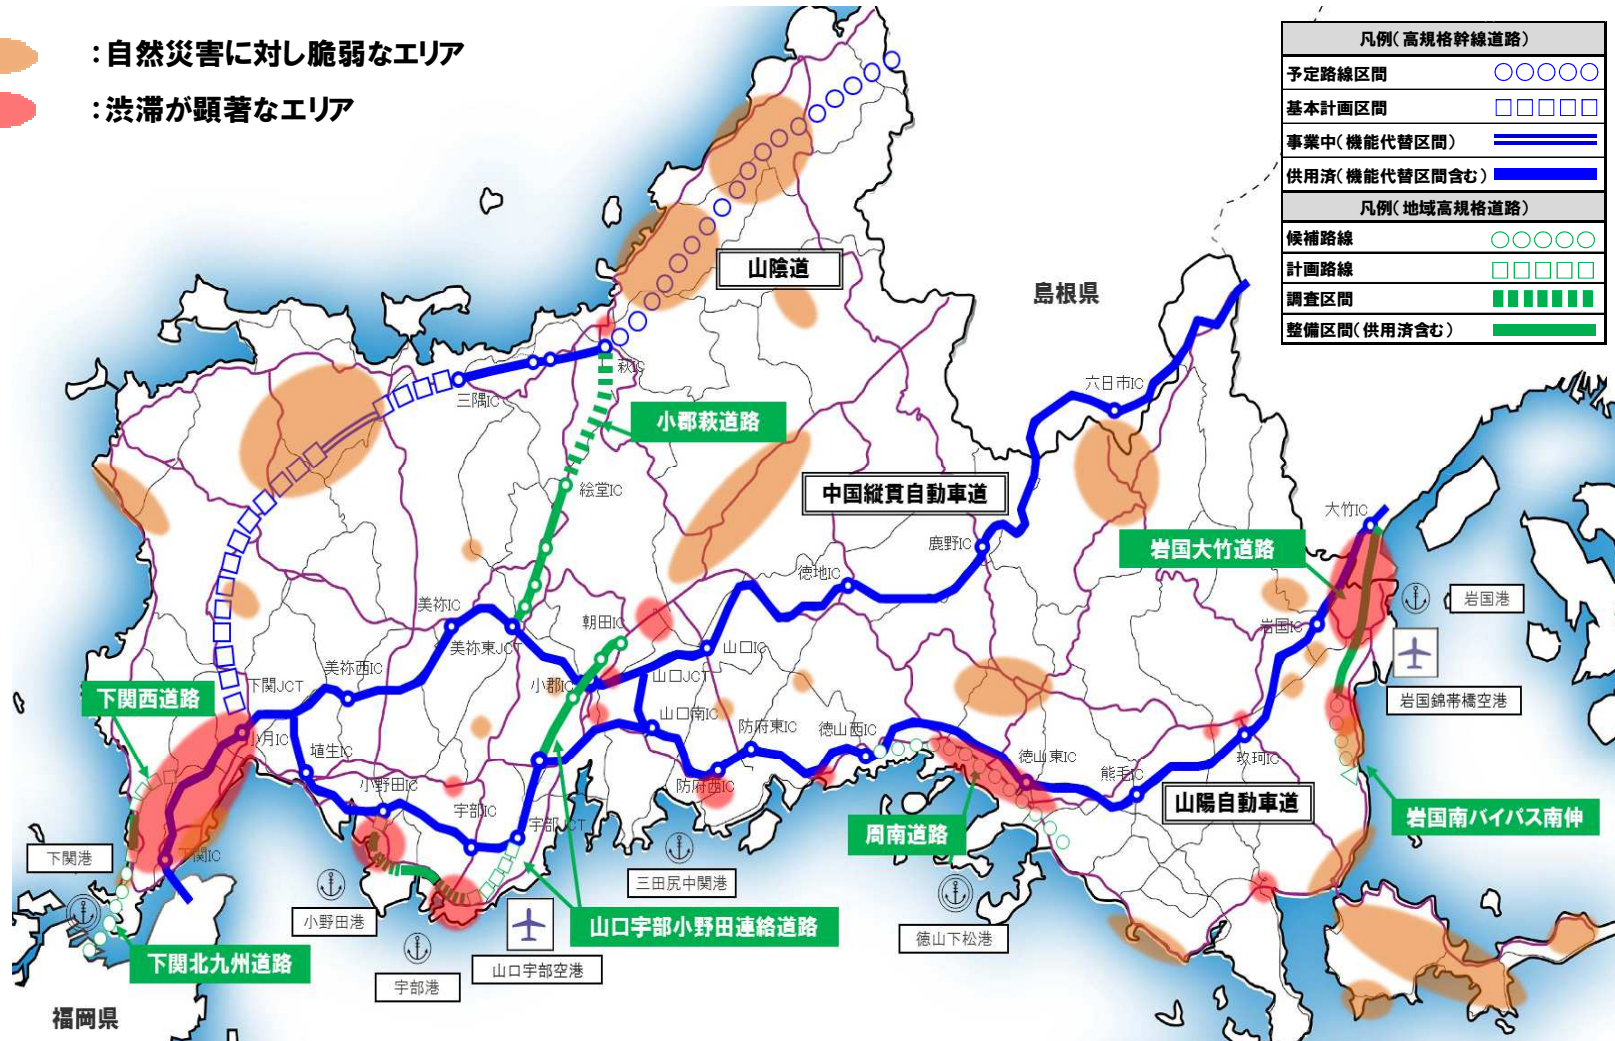 ：自然災害に対し脆弱なエリア
：渋滞が顕著なエリア
凡例（高規格幹線道路）
予定路線区間
基本計画区間
事業中（機能代替区間）
供用済（機能代替区間含む）
凡例（地域高規格道路）
候補路線
計画路線
調査区間
整備区間（供用済含む）
山陰道
島根県
萩IC
三隅IC
六日市IC
小郡萩道路
絵堂IC
中国縦貫自動車道
大竹IC
鹿野IC
岩国大竹道路
徳地IC
岩国港
美祢IC
朝田IC
岩国IC
美祢東JCT
山口IC
美祢西IC
山口JCT
下関JCT
小郡IC
下関西道路
岩国錦帯橋空港
山口南IC
防府東IC
徳山西IC
小月IC
埴生IC
徳山東IC
玖珂IC
熊毛IC
小野田IC
防府西IC
山陽自動車道
宇部IC
宇部JCT
岩国南バイパス南伸
周南道路
下関港
下関IC
三田尻中関港
小野田港
山口宇部小野田連絡道路
徳山下松港
下関北九州道路
山口宇部空港
宇部港
福岡県